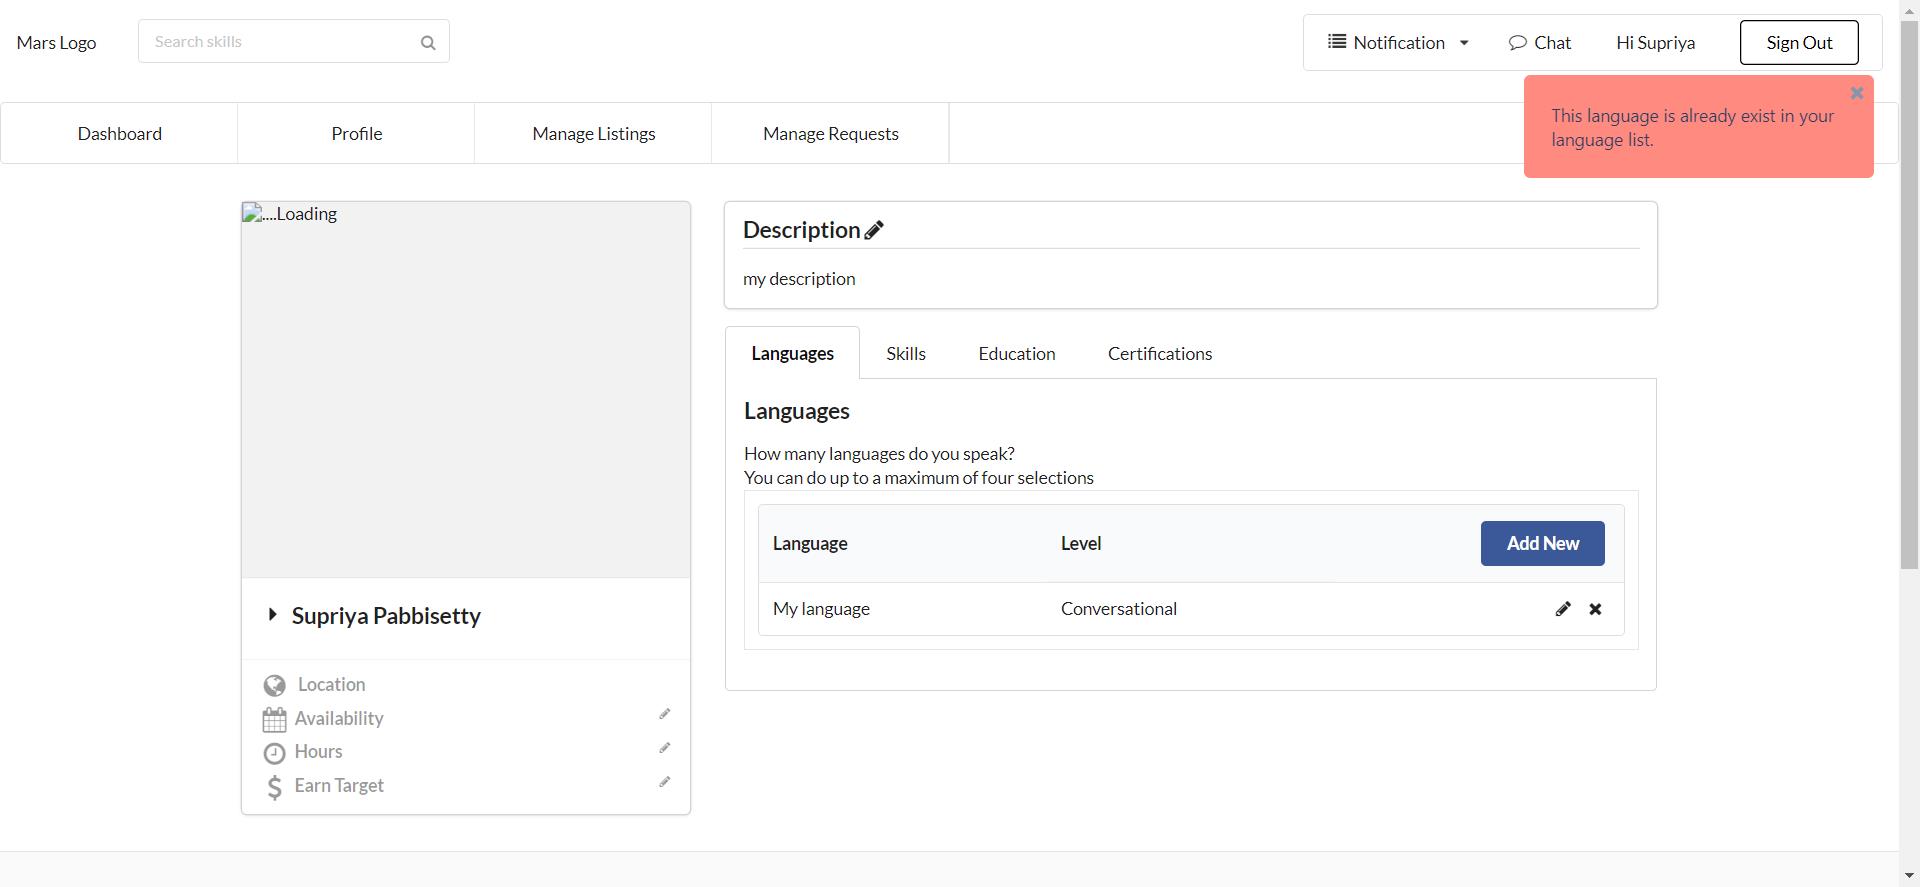 Mars Logo
Search skills
Notification
Chat
Hi Supriya
Sign Out
This language is already exist in your
language list.
Dashboard
Profile
Manage Listings
Manage Requests
....Loading
Supriya Pabbisetty
Location
Availability
Hours
Earn Target
Description
my description
Languages
Skills
Education
Certifications
Languages
How many languages do you speak?
You can do up to a maximum of four selections
Language
Level
Add New
My language
Conversational